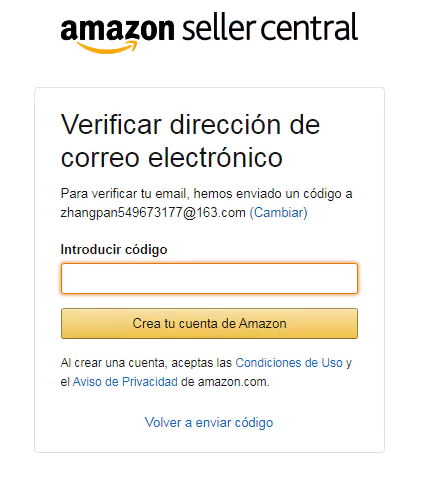 amazon seller central
Verificar dirección de
correo electrónico
Para verificar tu email, hemos enviado un código a
zhangpan549673177@163.com (Cambiar)
Introducir código
Crea tu cuenta de Amazon
Al crear una cuenta, aceptas las Condiciones de Uso y
el Aviso de Privacidad de amazon.com.
Volver a enviar código